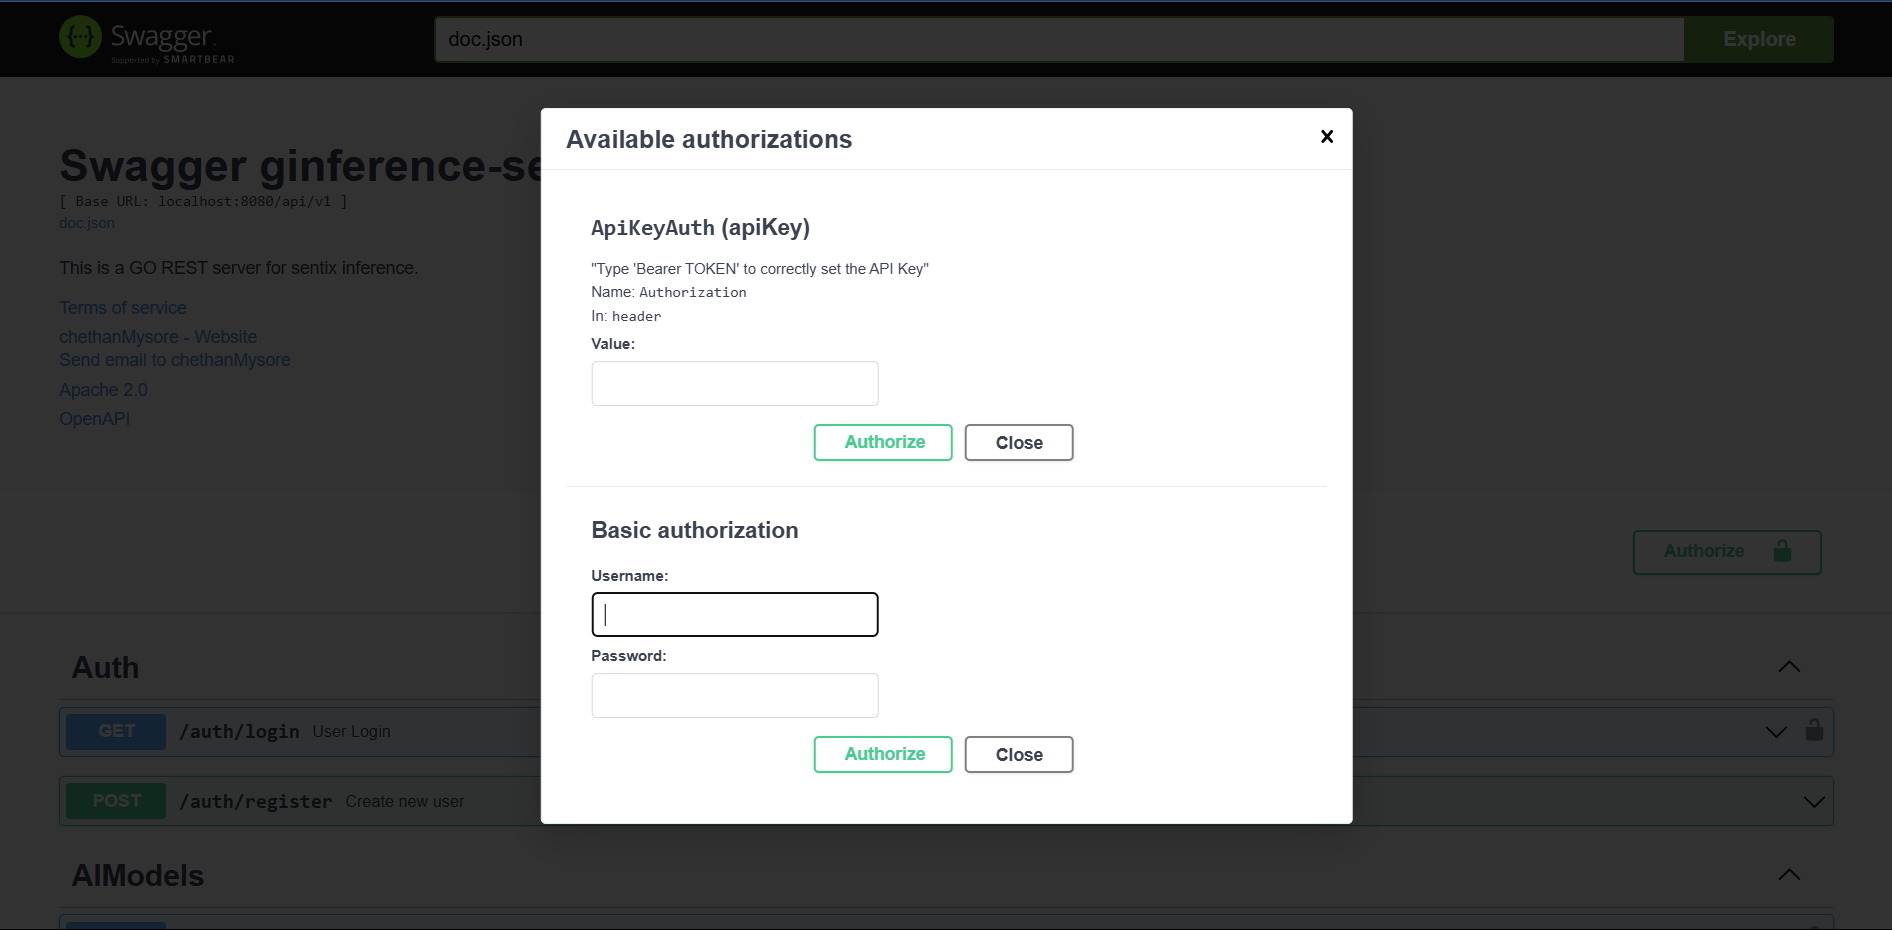 Swagger
Supported by SMARTBEAR
doc.json
Explore
Swagger ginference-se
[ Base URL: localhost:8080/api/v1 ]
doc.json
This is a GO REST server for sentix inference.
Terms of service
chethanMysore - Website
Send email to chethanMysore
Apache 2.0
OpenAPI
Available authorizations
ApiKeyAuth (apiKey)
"Type 'Bearer TOKEN' to correctly set the API Key"
Name: Authorization
In: header
Value:
Authorize Close
Basic authorization
Username:
Password:
Authorize Close
Authorize
Auth
GET /auth/login User Login
POST /auth/register Create new user
AIModels